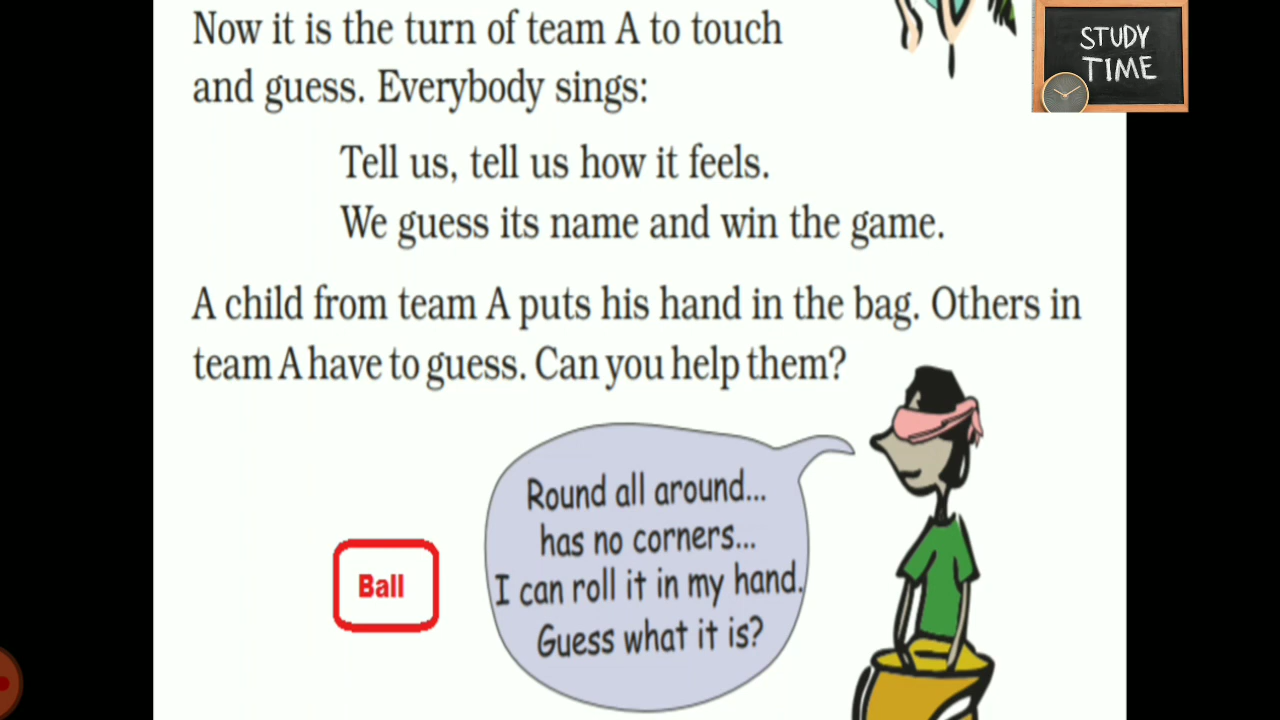 Now it is the turn of team A to touch
and guess. Everybody sings:
STUDY
TIME
Tell us, tell us how it feels.
We guess its name and win the game.
A child from team A puts his hand in the bag. Others in
team A have to guess. Can you help them?
Round all around...
has no corners...
I can roll it in my hand.
Guess what it is?
Ball